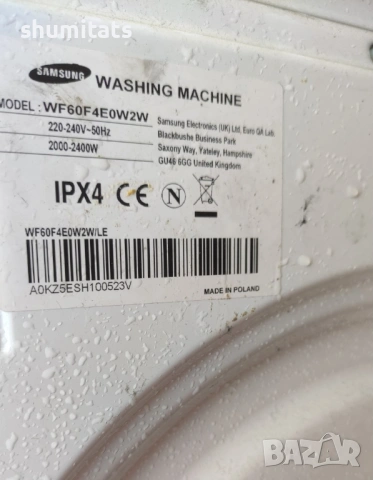 @shumitats
SAMSUNG WASHING MACHINE
MODEL : WF60F4E0W2W
220-240V~50Hz
2000-2400W
Samsung Electronics (UK) Ltd, Euro QA Lab.
Blackbushe Business Park
Saxony Way, Yateley, Hampshire
GU46 6GG United Kingdom
IPX4 CE N
WF60F4E0W2W/LE
A0KZ5ESH100523V
MADE IN POLAND
BAZAR